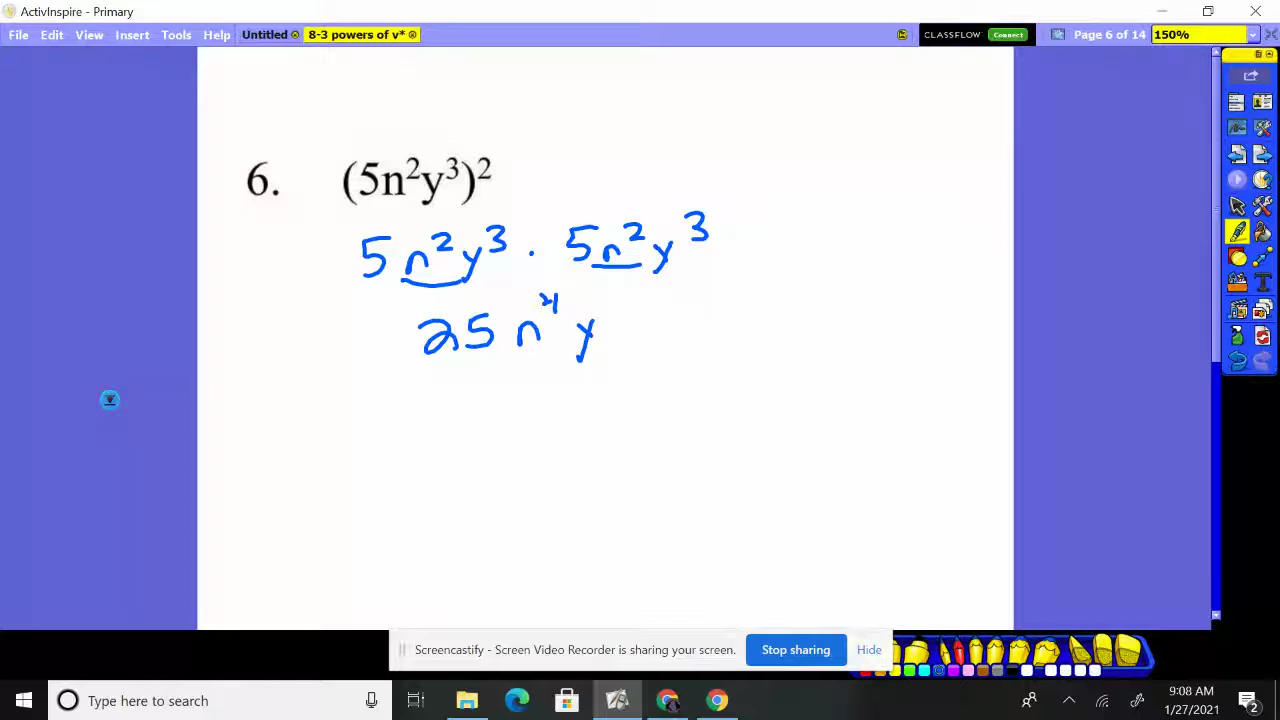 ActivInspire - Primary
File Edit View Insert Tools Help Untitled 8-3 powers of v* CLASSFLOW Connect Page 6 of 14 150%
6. (5n²y³)²
5n²y³ · 5n²y³
25n⁴y
Screencastify - Screen Video Recorder is sharing your screen. Stop sharing Hide
Type here to search
9:08 AM
1/27/2021
2